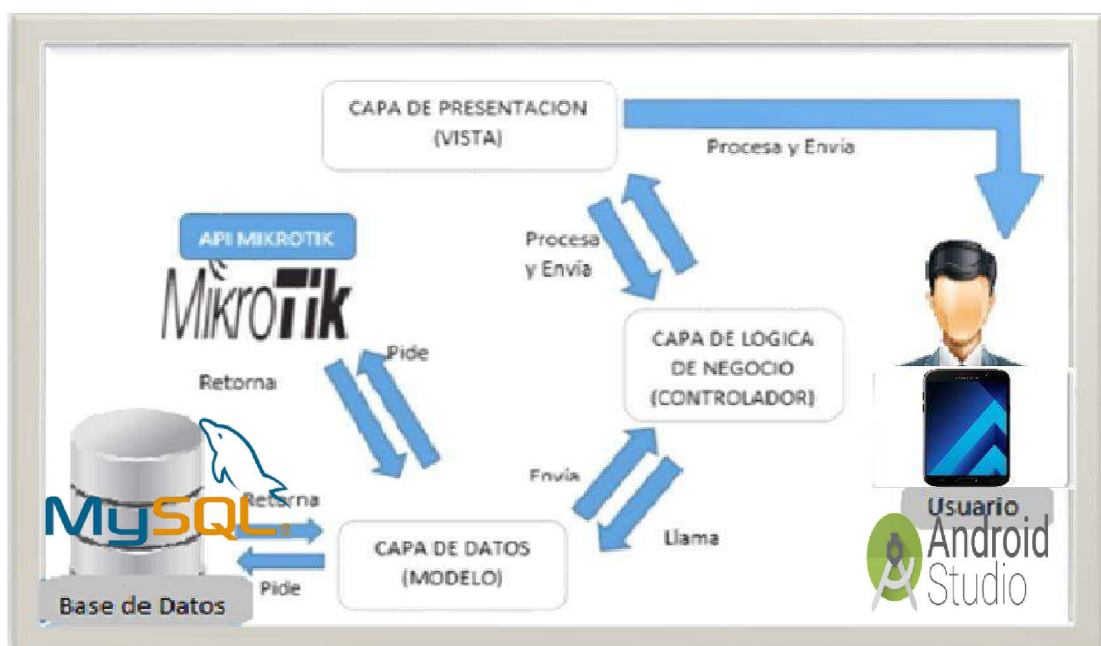 CAPA DE PRESENTACION
(VISTA)
Procesa y Envía
API MIKROTIK
MikroTik
Procesa
y Envía
Pide
Retorna
CAPA DE LOGICA
DE NEGOCIO
(CONTROLADOR)
MySQL
Retorna
Pide
Base de Datos
CAPA DE DATOS
(MODELO)
Envía
Llama
Usuario
Android
Studio